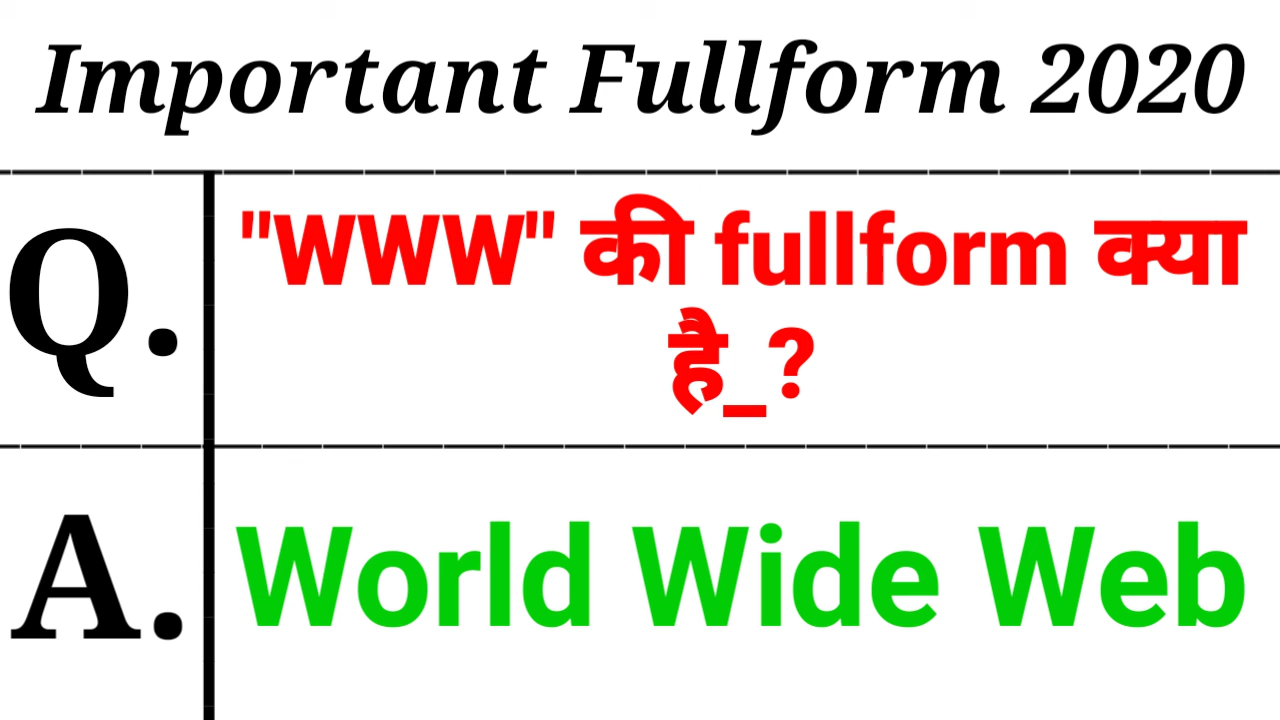 Important Fullform 2020
Q.
"WWW" की fullform क्या
है_?
A.
World Wide Web